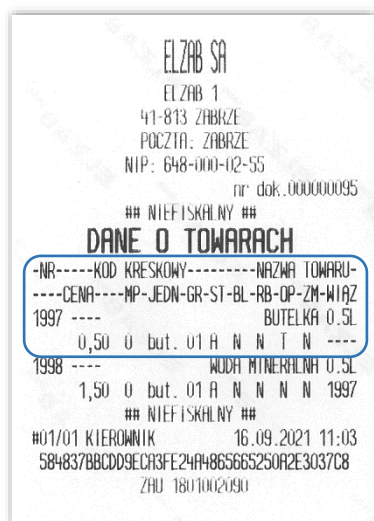 ELZAB SA
ELZAB 1
41-813 ZABRZE
POCZTA: ZABRZE
NIP: 648-000-02-55
nr dok.000000095
## NIEFISKALNY ##
DANE O TOWARACH
-NR-----KOD KRESKOWY---------NAZWA TOWARU-
----CENA----MP-JEDN-GR-ST-BL-RB-OP-ZM-WIĄZ
1997 ---- BUTELKA 0.5L
0,50 0 but. 01 A N N T N ----
1998 ---- WODA MINERALNA 0.5L
1,50 0 but. 01 A N N N N 1997
## NIEFISKALNY ##
#01/01 KIEROWNIK 16.09.2021 11:03
584837BBCDD9ECA3FE24A4865665250A2E3037C8
ZAU 1801002090